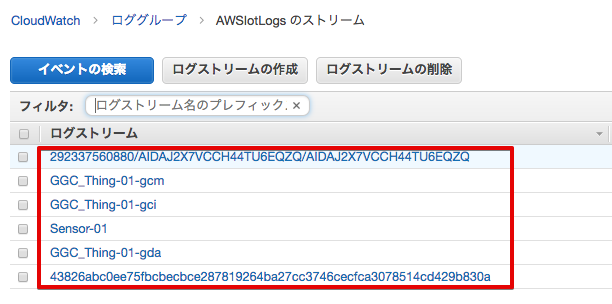 CloudWatch > ロググループ > AWSIotLogs のストリーム
イベントの検索 ログストリームの作成 ログストリームの削除
フィルタ: ログストリーム名のプレフィック. ×
ログストリーム
292337560880/AIDAJ2X7VCCH44TU6EQZQ/AIDAJ2X7VCCH44TU6EQZQ
GGC_Thing-01-gcm
GGC_Thing-01-gci
Sensor-01
GGC_Thing-01-gda
43826abc0ee75fbcbecbce287819264ba27cc3746cecfca3078514cd429b830a